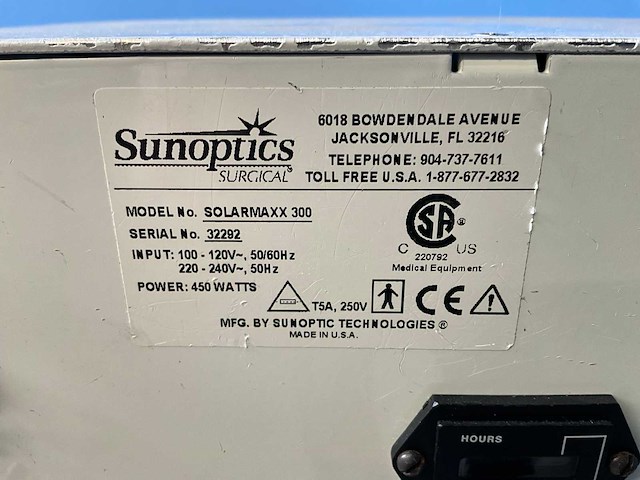 Sunoptics
SURGICAL®
6018 BOWDENDALE AVENUE
JACKSONVILLE, FL 32216
TELEPHONE: 904-737-7611
TOLL FREE U.S.A. 1-877-677-2832
MODEL No. SOLARMAXX 300
SERIAL No. 32292
INPUT: 100 - 120V~, 50/60Hz
220 - 240V~, 50Hz
POWER: 450 WATTS
CSA®
C US
220792
Medical Equipment
T5A, 250V
CE
MFG. BY SUNOPTIC TECHNOLOGIES®
MADE IN U.S.A.
HOURS